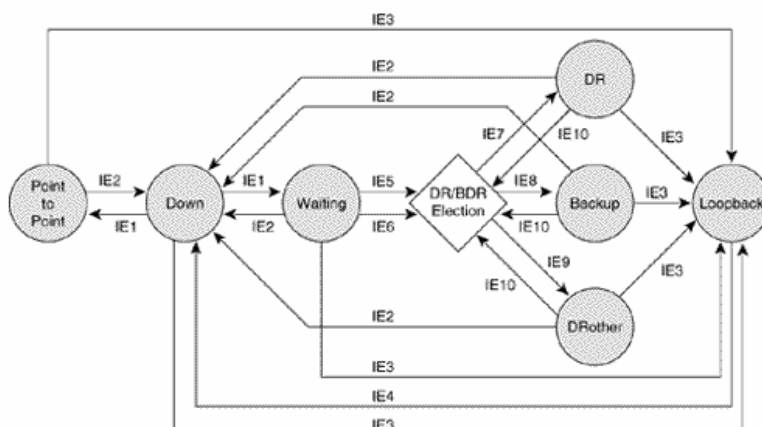 IE3
IE2
DR
IE2
IE7
IE10
IE3
Point
to
Point
IE2
IE1
Down
IE1
IE2
Waiting
IE5
IE6
DR/BDR
Election
IE8
IE10
Backup
IE3
Loopback
IE9
IE10
IE3
IE2
DRother
IE3
IE4
IE3